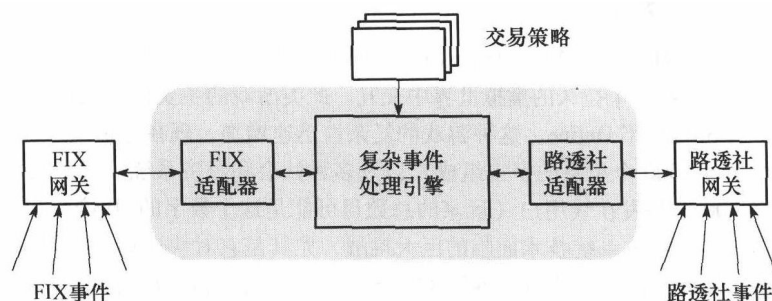 交易策略
FIX
网关
FIX
适配器
复杂事件
处理引擎
路透社
适配器
路透社
网关
FIX事件
路透社事件